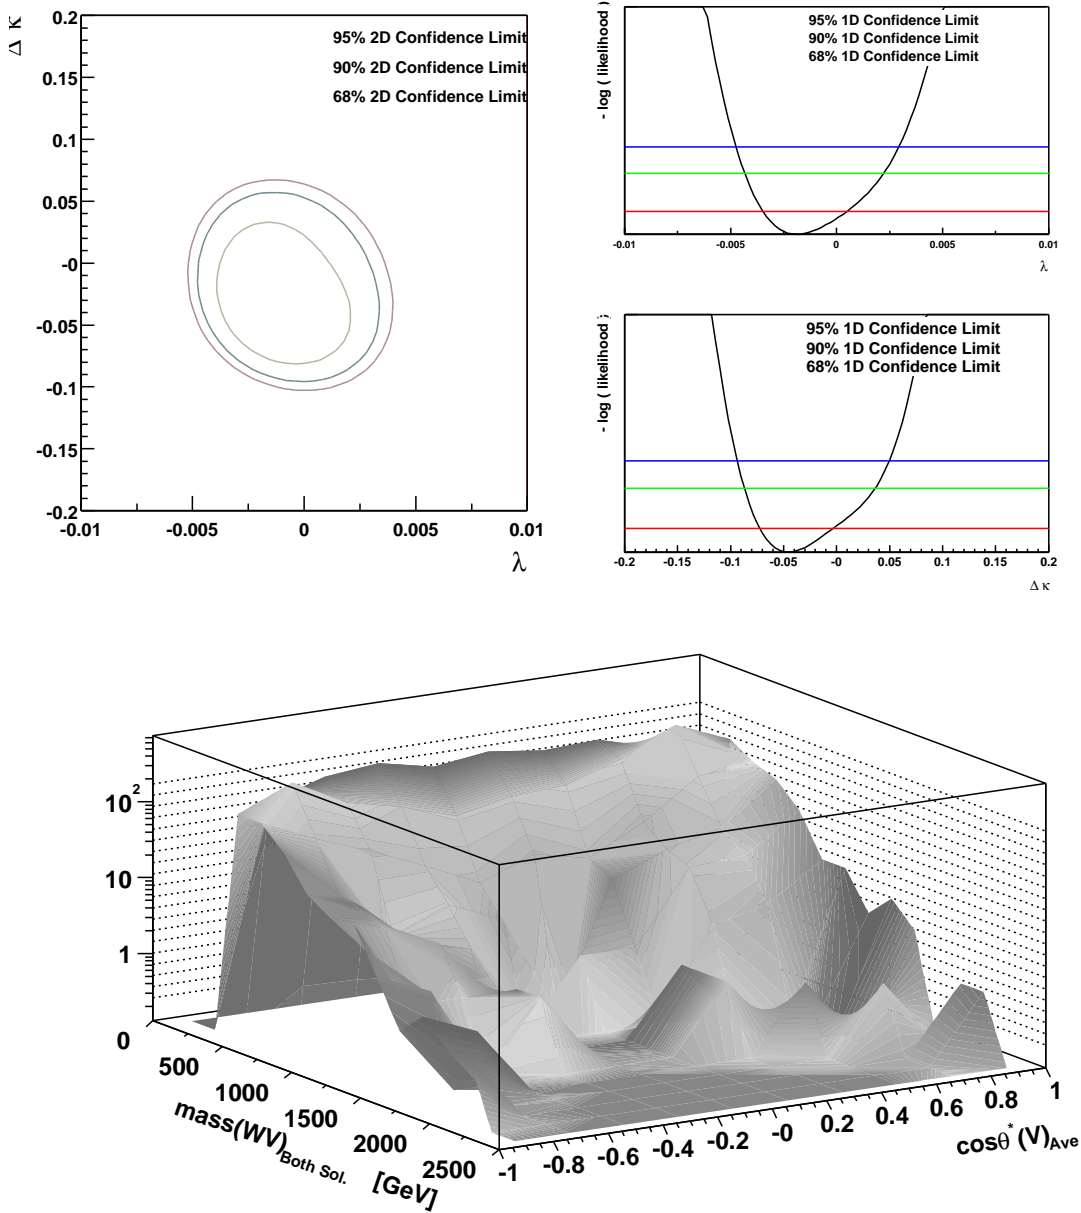 Δ κ
0.2
0.15
0.1
0.05
-0
-0.05
-0.1
-0.15
-0.2
95% 2D Confidence Limit
90% 2D Confidence Limit
68% 2D Confidence Limit
-0.01 -0.005 0 0.005 0.01
λ
- log ( likelihood )
95% 1D Confidence Limit
90% 1D Confidence Limit
68% 1D Confidence Limit
-0.01 -0.005 0 0.005 0.01
λ
- log ( likelihood )
95% 1D Confidence Limit
90% 1D Confidence Limit
68% 1D Confidence Limit
-0.2 -0.15 -0.1 -0.05 -0 0.05 0.1 0.15 0.2
Δ κ
10²
10
1
0 500 1000 1500 2000 2500
mass(WV)Both Sol. [GeV]
-1 -0.8 -0.6 -0.4 -0.2 -0 0.2 0.4 0.6 0.8 1
cosθ*(V)Ave